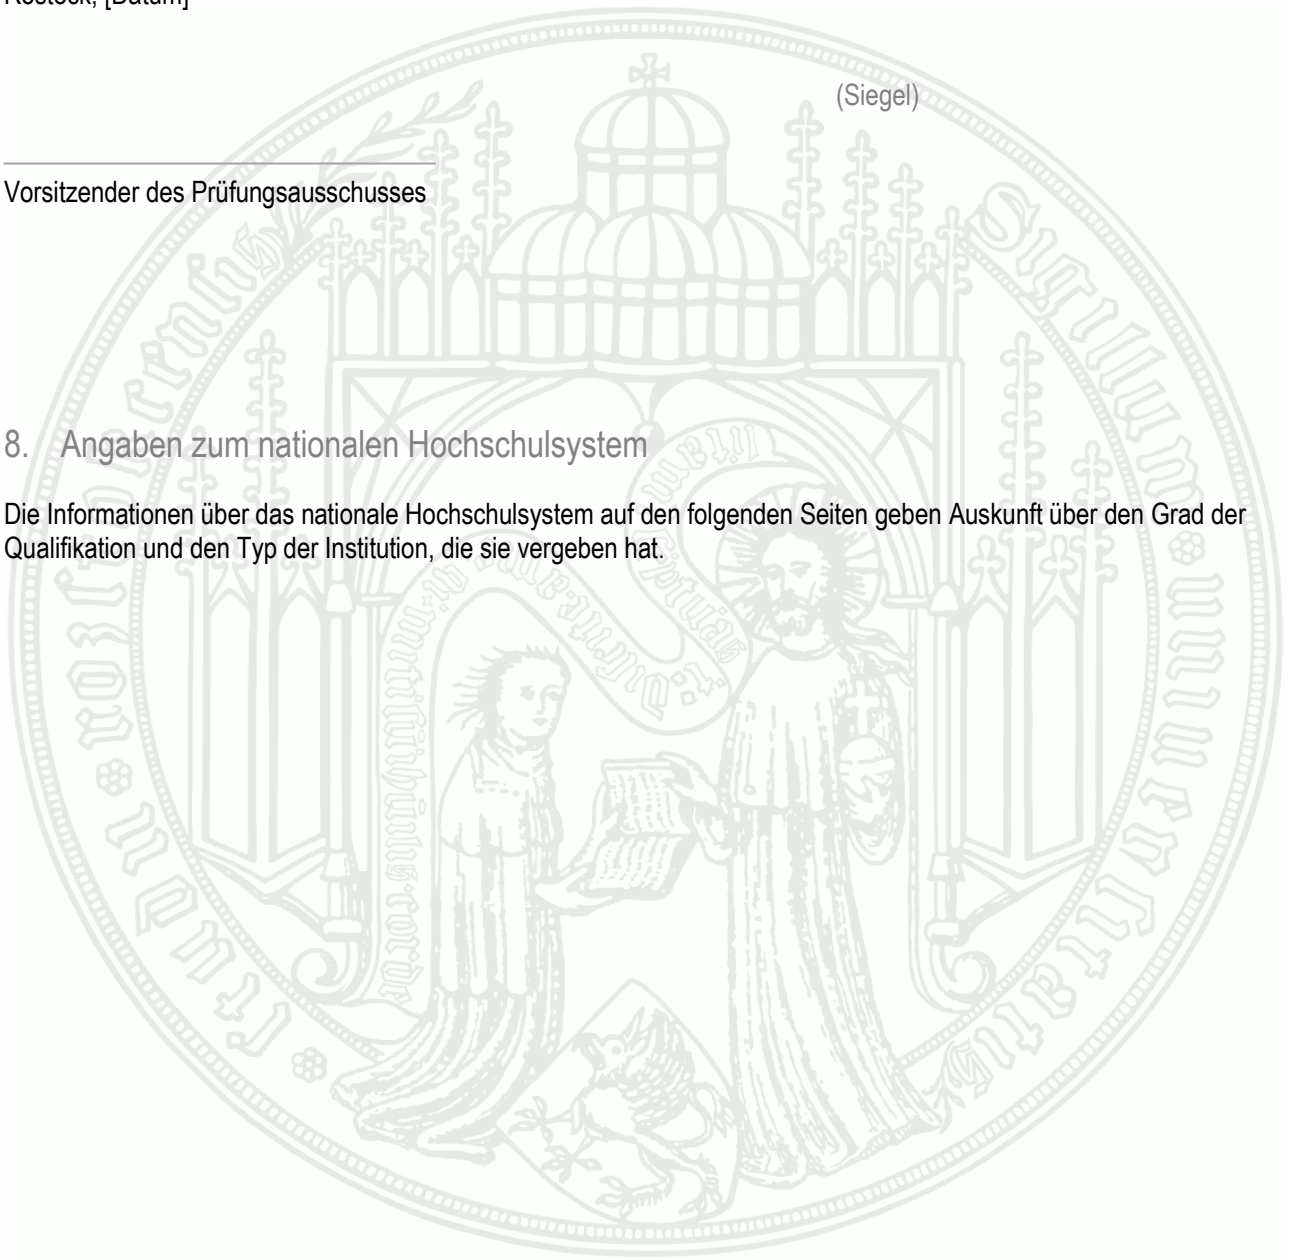 Rostock, [Datum]
(Siegel)
Vorsitzender des Prüfungsausschusses
8. Angaben zum nationalen Hochschulsystem
Die Informationen über das nationale Hochschulsystem auf den folgenden Seiten geben Auskunft über den Grad der
Qualifikation und den Typ der Institution, die sie vergeben hat.
Sigillum